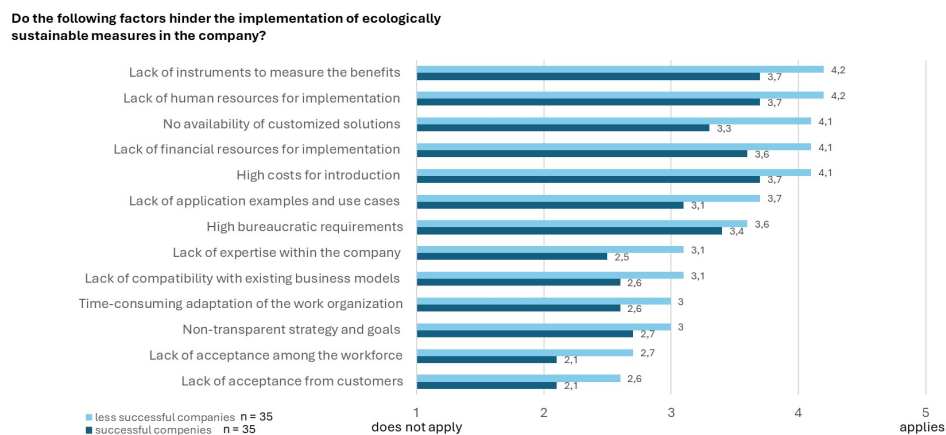 Do the following factors hinder the implementation of ecologically
sustainable measures in the company?
Lack of instruments to measure the benefits 4,2
3,7
Lack of human resources for implementation 4,2
3,7
No availability of customized solutions 4,1
3,3
Lack of financial resources for implementation 4,1
3,6
High costs for introduction 4,1
3,7
Lack of application examples and use cases 3,7
3,1
High bureaucratic requirements 3,6
3,4
Lack of expertise within the company 3,1
2,5
Lack of compatibility with existing business models 3,1
2,6
Time-consuming adaptation of the work organization 3
2,6
Non-transparent strategy and goals 3
2,7
Lack of acceptance among the workforce 2,7
2,1
Lack of acceptance from customers 2,6
2,1
1 2 3 4 5
does not apply applies
less successful companies n = 35
successful compenies n = 35